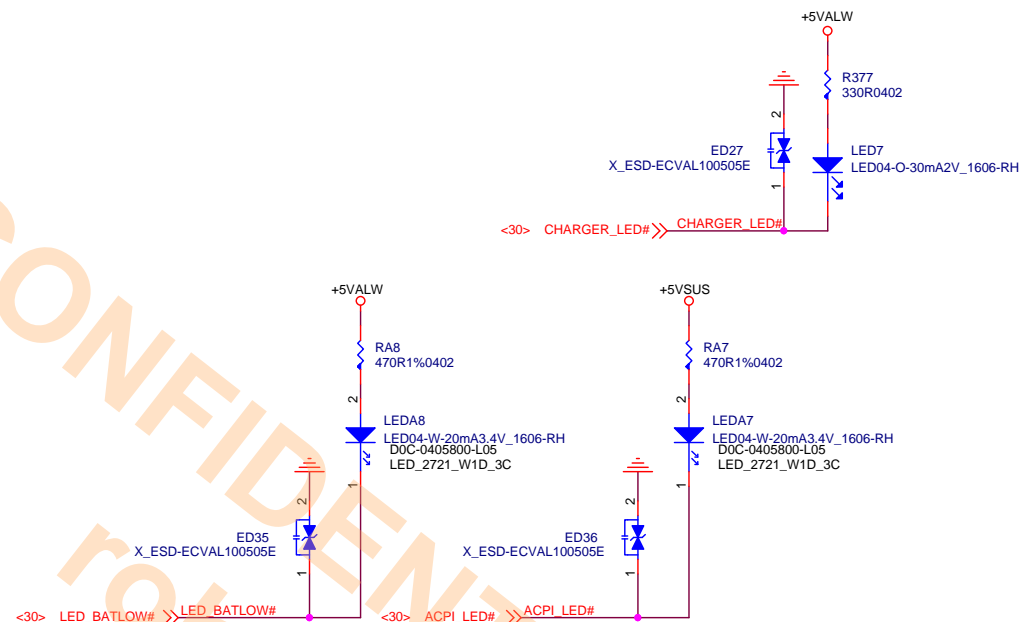 +5VALW
R377
330R0402
2
ED27
X_ESD-ECVAL100505E
1
LED7
LED04-O-30mA2V_1606-RH
<30> CHARGER_LED# CHARGER_LED#
+5VALW
RA8
470R1%0402
2
LEDA8
LED04-W-20mA3.4V_1606-RH
D0C-0405800-L05
LED_2721_W1D_3C
1
2
ED35
X_ESD-ECVAL100505E
1
<30> LED_BATLOW# LED_BATLOW#
+5VSUS
RA7
470R1%0402
2
LEDA7
LED04-W-20mA3.4V_1606-RH
D0C-0405800-L05
LED_2721_W1D_3C
1
2
ED36
X_ESD-ECVAL100505E
1
<30> ACPI_LED# ACPI_LED#